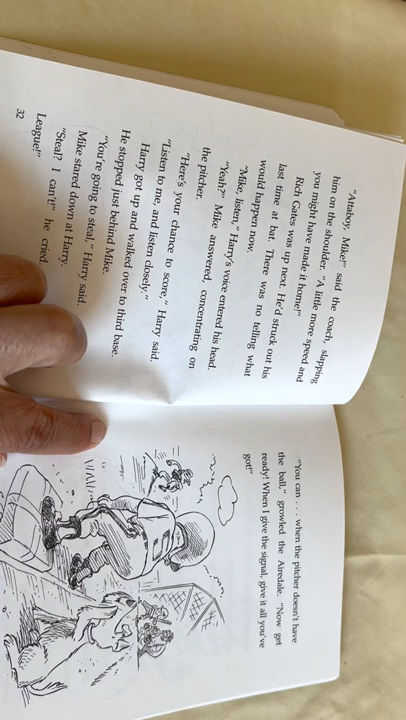 "Attaboy, Mike!" said the coach, slapping
him on the shoulder. "A little more speed and
you might have made it home!"
Rich Gates was up next. He'd struck out his
last time at bat. There was no telling what
would happen now.
"Mike, listen," Harry's voice entered his head.
"Yeah?" Mike answered, concentrating on
the pitcher.
"Here's your chance to score," Harry said.
"Listen to me, and listen closely."
Harry got up and walked over to third base.
He stopped just behind Mike.
"You're going to steal," Harry said.
Mike stared down at Harry.
"Steal? I can't!" he cried.
League!"
32
"You can . . . when the pitcher doesn't have
the ball," growled the Airedale. "Now get
ready! When I give the signal, give it all you've
got!"